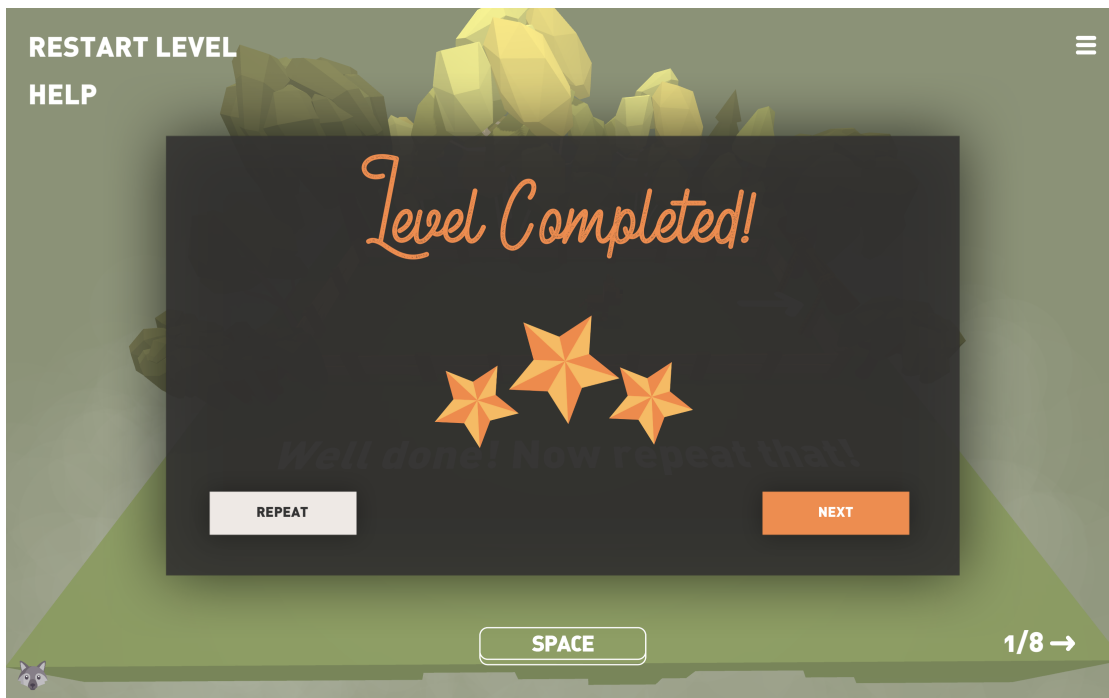 RESTART LEVEL
HELP
Level Completed!
Well done! Now repeat that!
REPEAT
NEXT
SPACE
1/8 →